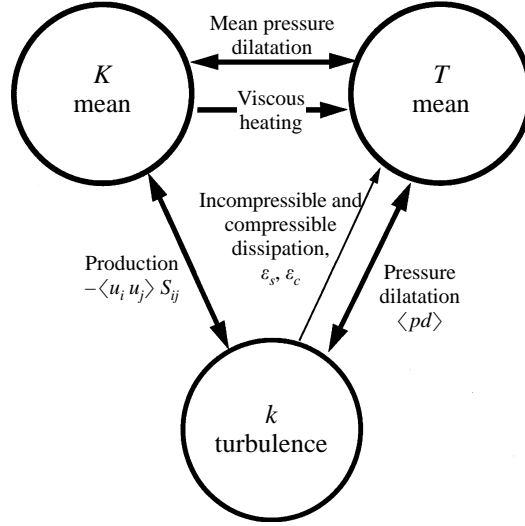 Mean pressure
dilatation
K
mean
T
mean
Viscous
heating
Incompressible and
compressible
dissipation,
εs, εc
Production
–⟨ui uj⟩ Sij
Pressure
dilatation
⟨pd⟩
k
turbulence